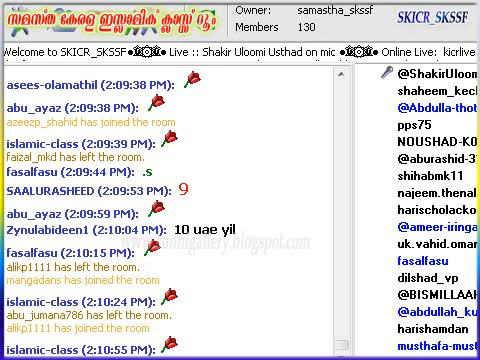 സമസ്ത കേരള ഇസ്ലാമിക് ക്ലാസ്സ് റൂം
Owner: samastha_skssf
Members 130
SKICR_SKSSF
Welcome to SKICR_SKSSF Live :: Shakir Uloomi Usthad on mic Online Live: kicrlive
asees-olamathil (2:09:38 PM):
abu_ayaz (2:09:38 PM):
azeezp_shahid has joined the room
islamic-class (2:09:39 PM):
faizal_mkd has left the room.
fasalfasu (2:09:44 PM): .s
SAALURASHEED (2:09:53 PM): 9
abu_ayaz (2:09:59 PM):
Zynulabideen1 (2:10:04 PM): 10 uae yil
fasalfasu (2:10:15 PM):
alikp1111 has left the room.
mangadans has joined the room
islamic-class (2:10:24 PM):
abu_jumana786 has left the room.
alikp1111 has joined the room
islamic-class (2:10:55 PM):
@ShakirUloom
shaheem_kecl
@Abdulla-thot
pps75
NOUSHAD-K0
@aburashid-3
shihabmk11
najeem.thenal
harischolacko
@ameer-iringa
uk.vahid.omar
fasalfasu
dilshad_vp
@BISMILLAAH
@abdullah_ku
harishamdan
musthafa-must